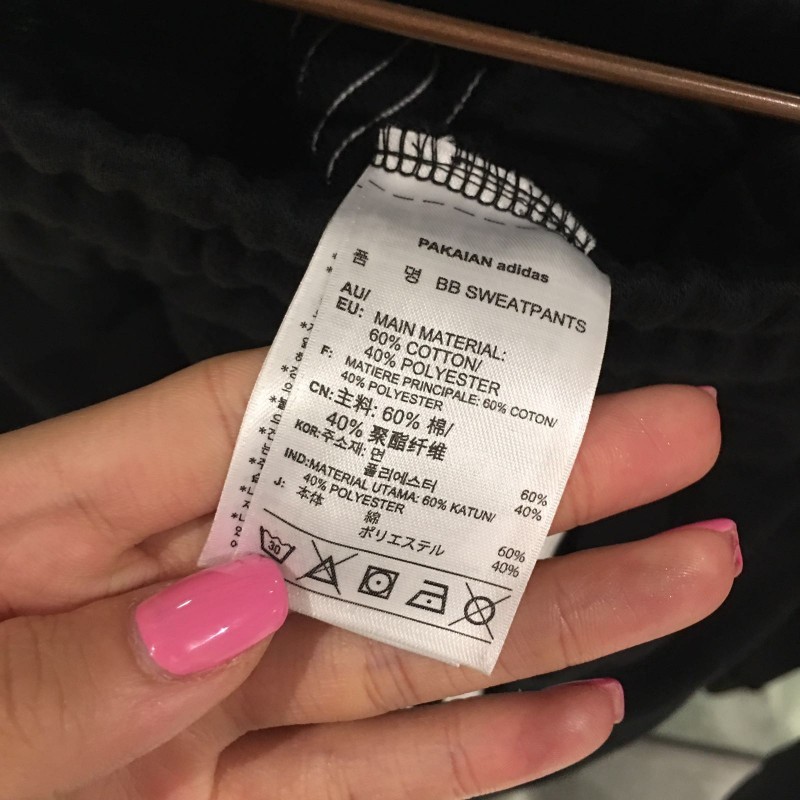 PAKAIAN adidas
품 명 BB SWEATPANTS
AU/
EU: MAIN MATERIAL:
60% COTTON/
40% POLYESTER
F: MATIERE PRINCIPALE: 60% COTON/
40% POLYESTER
CN: 主料: 60% 棉/
40% 聚酯纤维
KOR: 주소재: 면 60%
폴리에스터 40%
IND: MATERIAL UTAMA: 60% KATUN/
40% POLYESTER
J: 本体 綿 60%
ポリエステル 40%
30